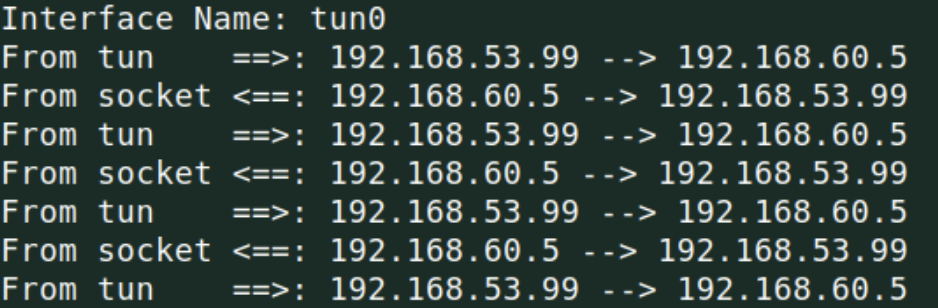 Interface Name: tun0
From tun    ==>: 192.168.53.99 --> 192.168.60.5
From socket <==: 192.168.60.5 --> 192.168.53.99
From tun    ==>: 192.168.53.99 --> 192.168.60.5
From socket <==: 192.168.60.5 --> 192.168.53.99
From tun    ==>: 192.168.53.99 --> 192.168.60.5
From socket <==: 192.168.60.5 --> 192.168.53.99
From tun    ==>: 192.168.53.99 --> 192.168.60.5